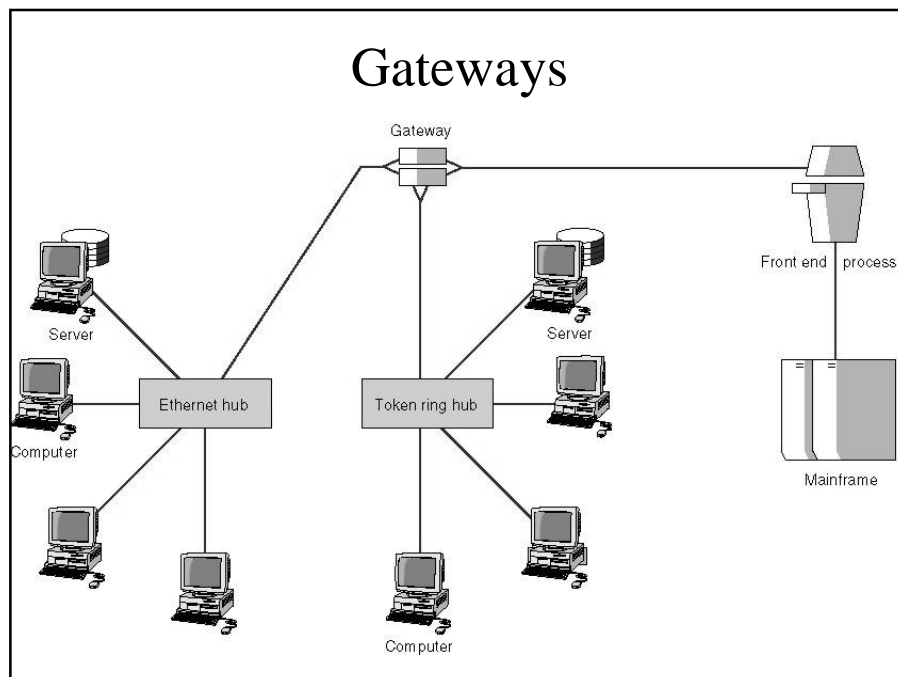 Gateways
Gateway
Front end process
Server
Server
Ethernet hub
Token ring hub
Computer
Mainframe
Computer